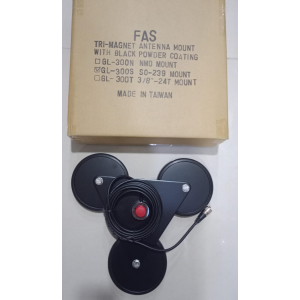 FAS
TRI-MAGNET ANTENNA MOUNT
WITH BLACK POWDER COATING
GL-300N NMO MOUNT
GL-300S SO-239 MOUNT
GL-300T 3/8"-24T MOUNT
MADE IN TAIWAN